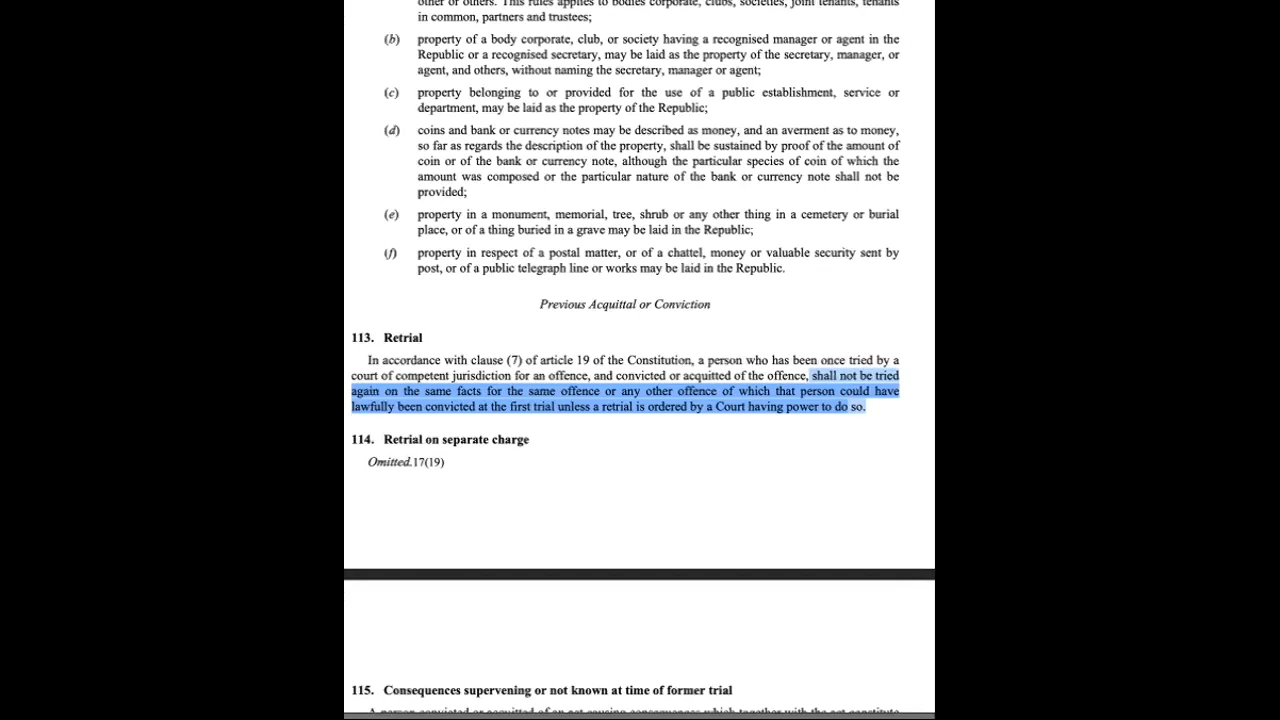 other or others. This rules applies to bodies corporate, clubs, societies, joint tenants, tenants
in common, partners and trustees;
(b) property of a body corporate, club, or society having a recognised manager or agent in the
Republic or a recognised secretary, may be laid as the property of the secretary, manager, or
agent, and others, without naming the secretary, manager or agent;
(c) property belonging to or provided for the use of a public establishment, service or
department, may be laid as the property of the Republic;
(d) coins and bank or currency notes may be described as money, and an averment as to money,
so far as regards the description of the property, shall be sustained by proof of the amount of
coin or of the bank or currency note, although the particular species of coin of which the
amount was composed or the particular nature of the bank or currency note shall not be
provided;
(e) property in a monument, memorial, tree, shrub or any other thing in a cemetery or burial
place, or of a thing buried in a grave may be laid in the Republic;
(f) property in respect of a postal matter, or of a chattel, money or valuable security sent by
post, or of a public telegraph line or works may be laid in the Republic.
Previous Acquittal or Conviction
113. Retrial
In accordance with clause (7) of article 19 of the Constitution, a person who has been once tried by a
court of competent jurisdiction for an offence, and convicted or acquitted of the offence, shall not be tried
again on the same facts for the same offence or any other offence of which that person could have
lawfully been convicted at the first trial unless a retrial is ordered by a Court having power to do so.
114. Retrial on separate charge
Omitted.17(19)
115. Consequences supervening or not known at time of former trial
A person convicted or acquitted of an act causing consequences which together with the act constitute